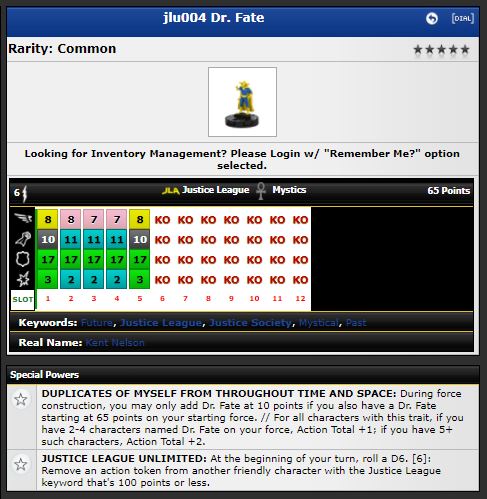 jlu004 Dr. Fate
[DIAL]
Rarity: Common
Looking for Inventory Management? Please Login w/ "Remember Me?" option
selected.
6 JLA Justice League Mystics 65 Points
8 8 7 7 8 KO KO KO KO KO KO KO
10 11 11 11 10 KO KO KO KO KO KO KO
17 17 17 17 17 KO KO KO KO KO KO KO
3 2 2 2 3 KO KO KO KO KO KO KO
SLOT 1 2 3 4 5 6 7 8 9 10 11 12
Keywords: Future, Justice League, Justice Society, Mystical, Past
Real Name: Kent Nelson
Special Powers
DUPLICATES OF MYSELF FROM THROUGHOUT TIME AND SPACE: During force
construction, you may only add Dr. Fate at 10 points if you also have a Dr. Fate
starting at 65 points on your starting force. // For all characters with this trait, if you
have 2-4 characters named Dr. Fate on your force, Action Total +1; if you have 5+
such characters, Action Total +2.
JUSTICE LEAGUE UNLIMITED: At the beginning of your turn, roll a D6. [6]:
Remove an action token from another friendly character with the Justice League
keyword that's 100 points or less.